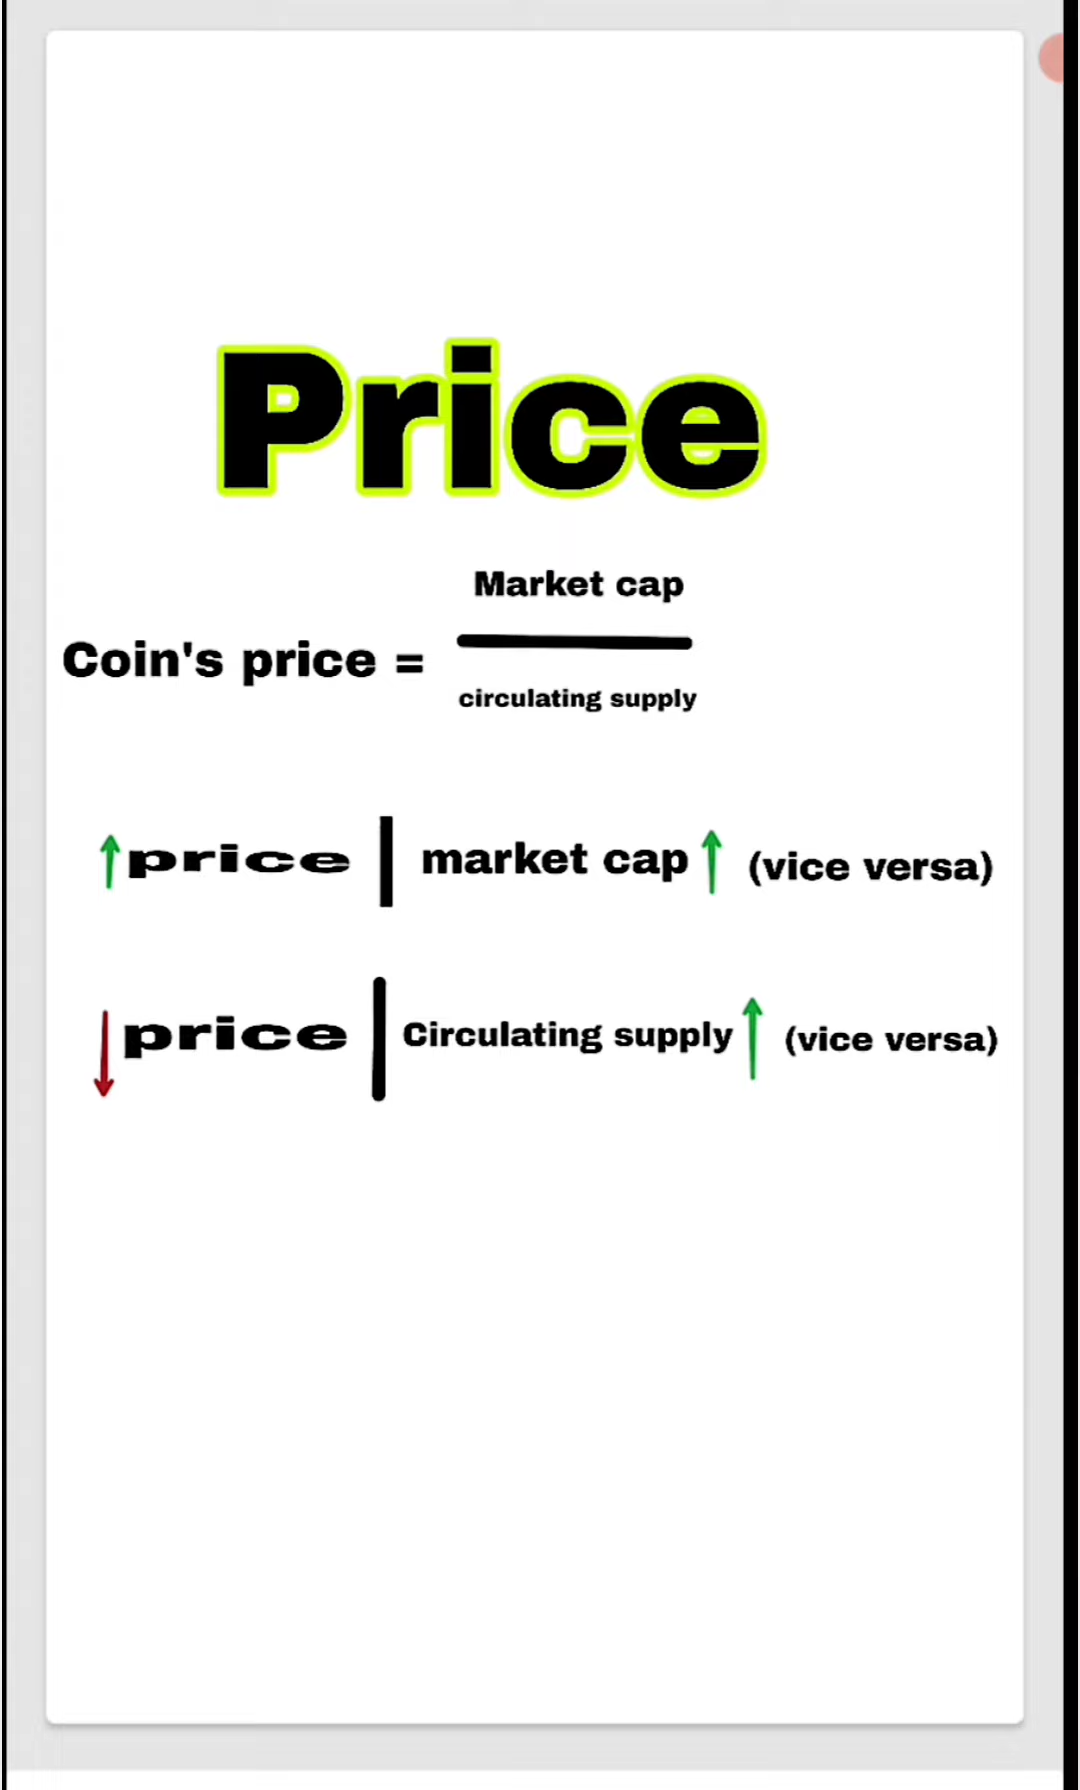 Price
Market cap
Coin's price =
circulating supply
↑price | market cap↑ (vice versa)
↓price | Circulating supply↑ (vice versa)